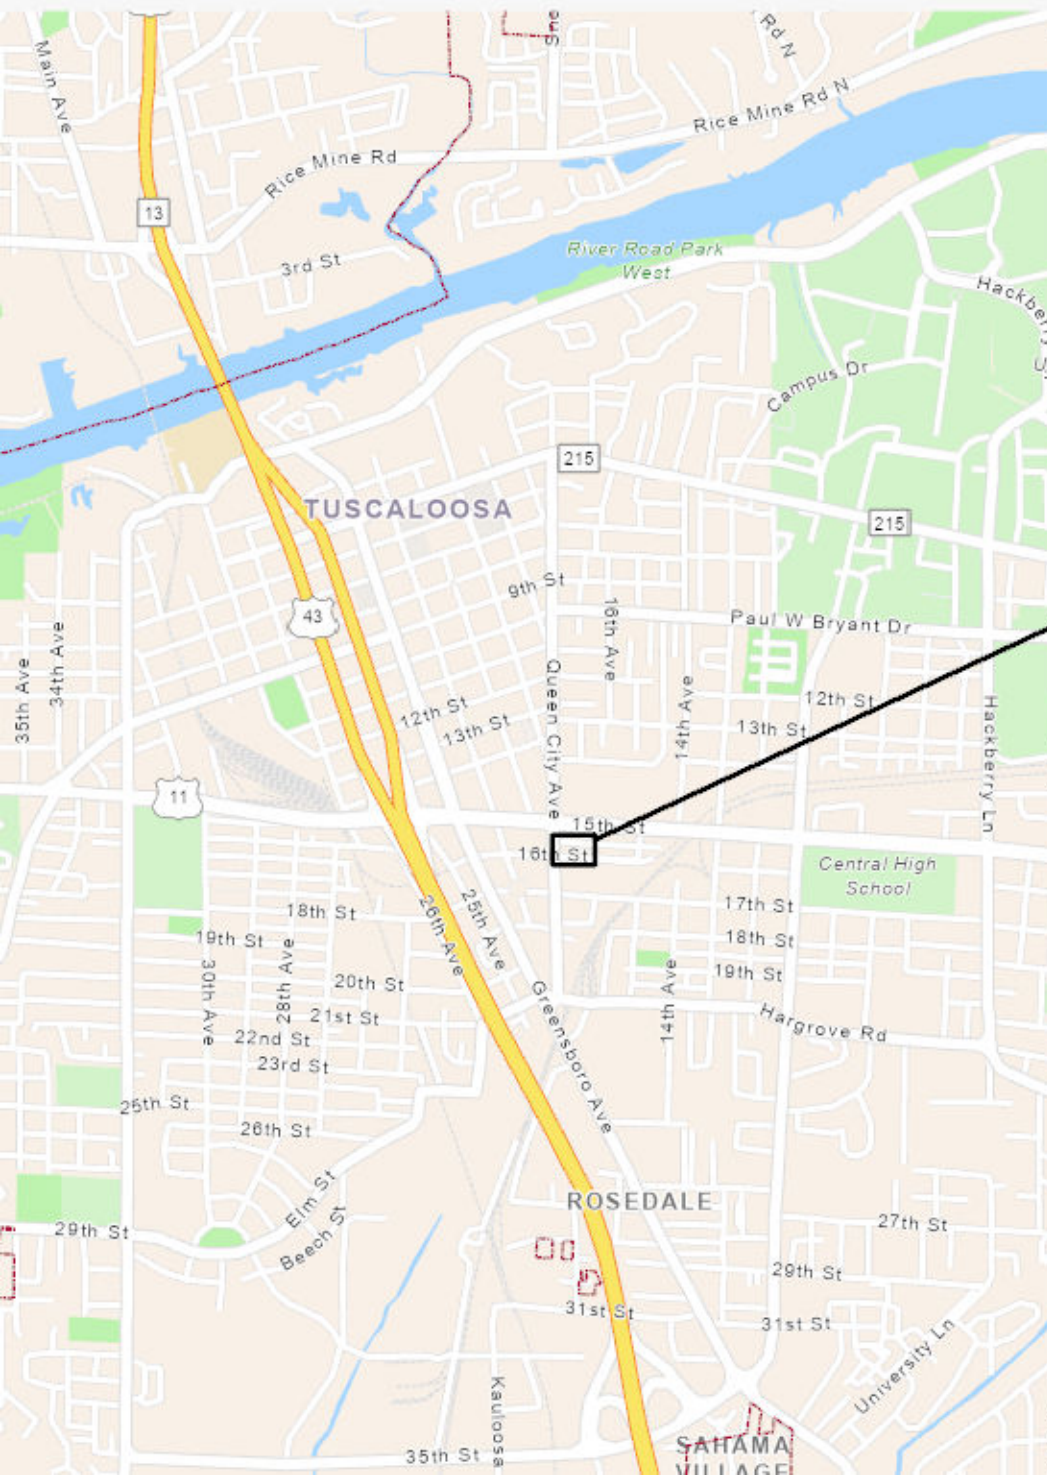 Main Ave
Sne
Rd N
Rice Mine Rd N
Rice Mine Rd
13
3rd St
River Road Park
West
Hackberry
Campus Dr
215
TUSCALOOSA
215
9th St
43
16th Ave
Paul W Bryant Dr
34th Ave
35th Ave
Queen City Ave
14th Ave
12th St
12th St
13th St
13th St
Hackberry Ln
11
15th St
16th St
Central High
School
17th St
18th St
26th Ave
25th Ave
18th St
19th St
28th Ave
30th Ave
19th St
20th St
14th Ave
Greensboro Ave
21st St
Hargrove Rd
22nd St
23rd St
25th St
26th St
Elm St
ROSEDALE
29th St
Beech St
27th St
29th St
31st St
31st St
University Ln
Kauloosa
35th St
SAHAMA
VILLAGE